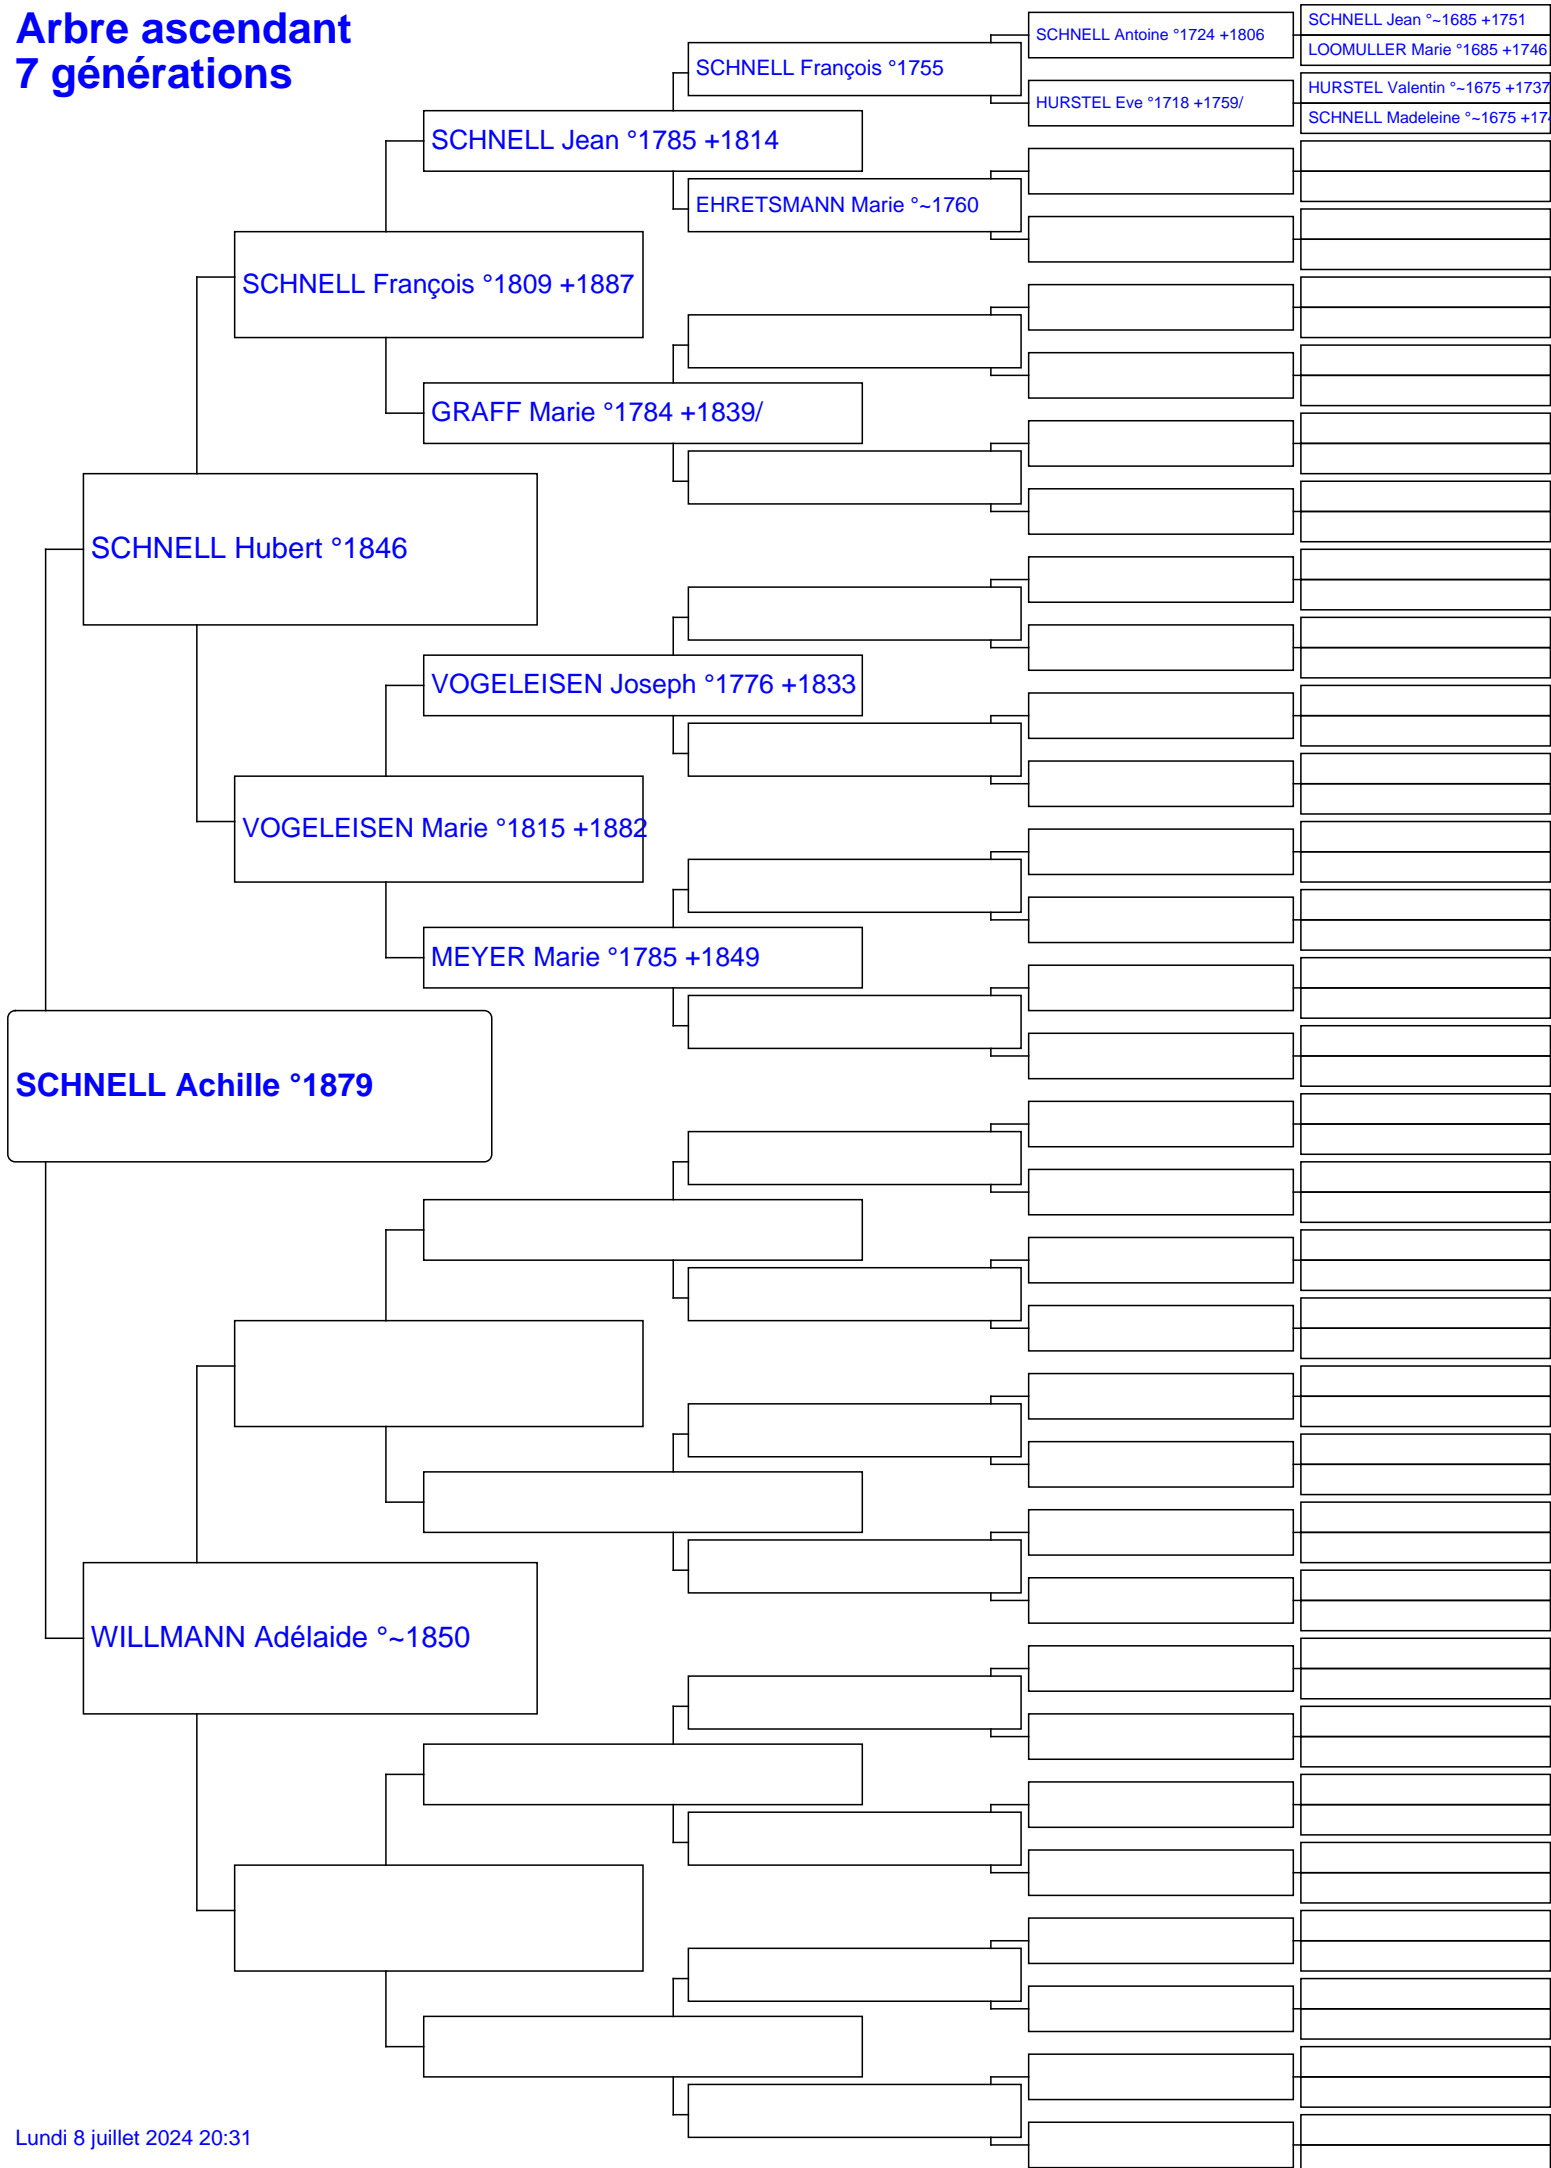 Arbre ascendant
7 générations
SCHNELL Antoine °1724 +1806
SCHNELL Jean °~1685 +1751
LOOMULLER Marie °1685 +1746
SCHNELL François °1755
HURSTEL Eve °1718 +1759/
HURSTEL Valentin °~1675 +1737
SCHNELL Madeleine °~1675
SCHNELL Jean °1785 +1814
EHRETSMANN Marie °~1760
SCHNELL François °1809 +1887
GRAFF Marie °1784 +1839/
SCHNELL Hubert °1846
VOGELEISEN Joseph °1776 +1833
VOGELEISEN Marie °1815 +1882
MEYER Marie °1785 +1849
SCHNELL Achille °1879
WILLMANN Adélaide °~1850
Lundi 8 juillet 2024 20:31